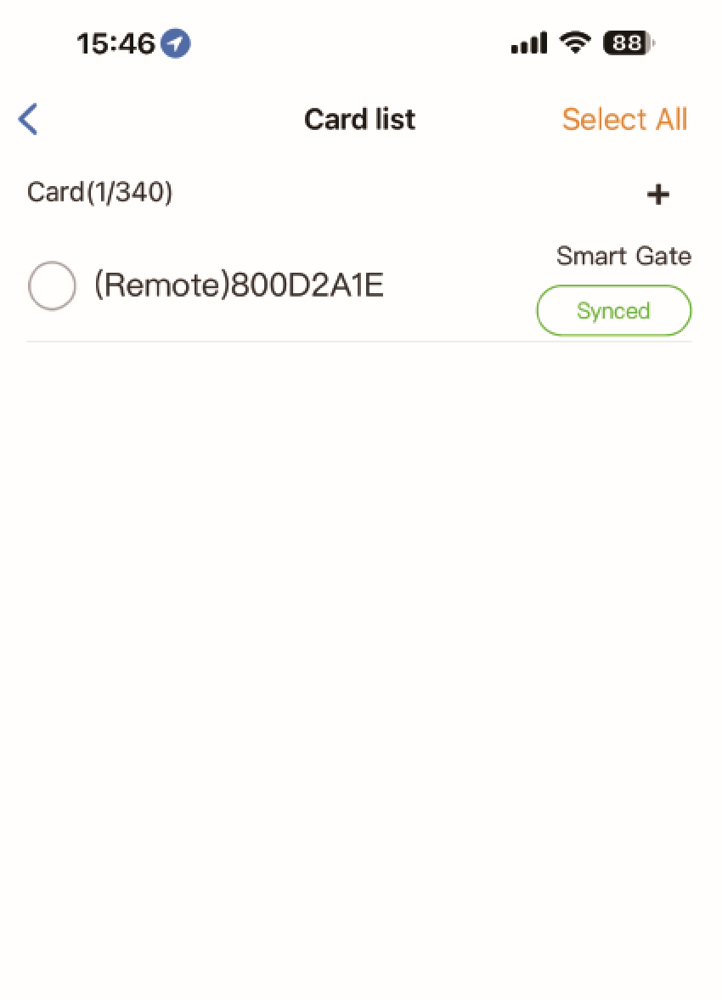 15:46 88
Card list Select All
Card(1/340) +
Smart Gate
(Remote)800D2A1E
Synced